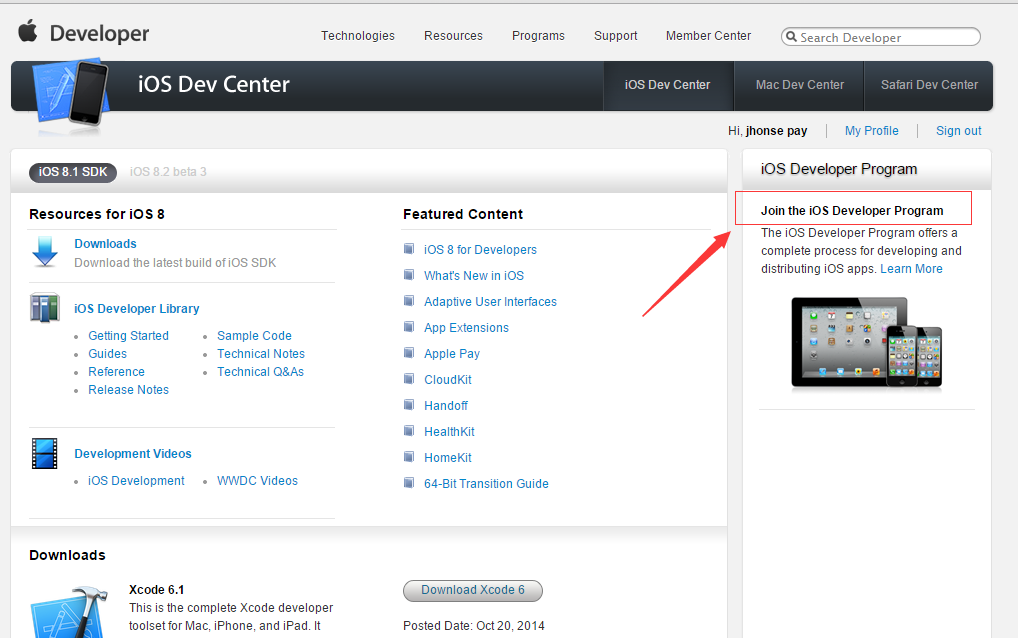 Developer
Technologies
Resources
Programs
Support
Member Center
Search Developer
iOS Dev Center
iOS Dev Center
Mac Dev Center
Safari Dev Center
Hi, jhonse pay
My Profile
Sign out
iOS 8.1 SDK
iOS 8.2 beta 3
Resources for iOS 8
Downloads
Download the latest build of iOS SDK
iOS Developer Library
Getting Started
Guides
Reference
Release Notes
Sample Code
Technical Notes
Technical Q&As
Development Videos
iOS Development
WWDC Videos
Featured Content
iOS 8 for Developers
What's New in iOS
Adaptive User Interfaces
App Extensions
Apple Pay
CloudKit
Handoff
HealthKit
HomeKit
64-Bit Transition Guide
iOS Developer Program
Join the iOS Developer Program
The iOS Developer Program offers a
complete process for developing and
distributing iOS apps. Learn More
Downloads
Xcode 6.1
This is the complete Xcode developer
toolset for Mac, iPhone, and iPad. It
Download Xcode 6
Posted Date: Oct 20, 2014